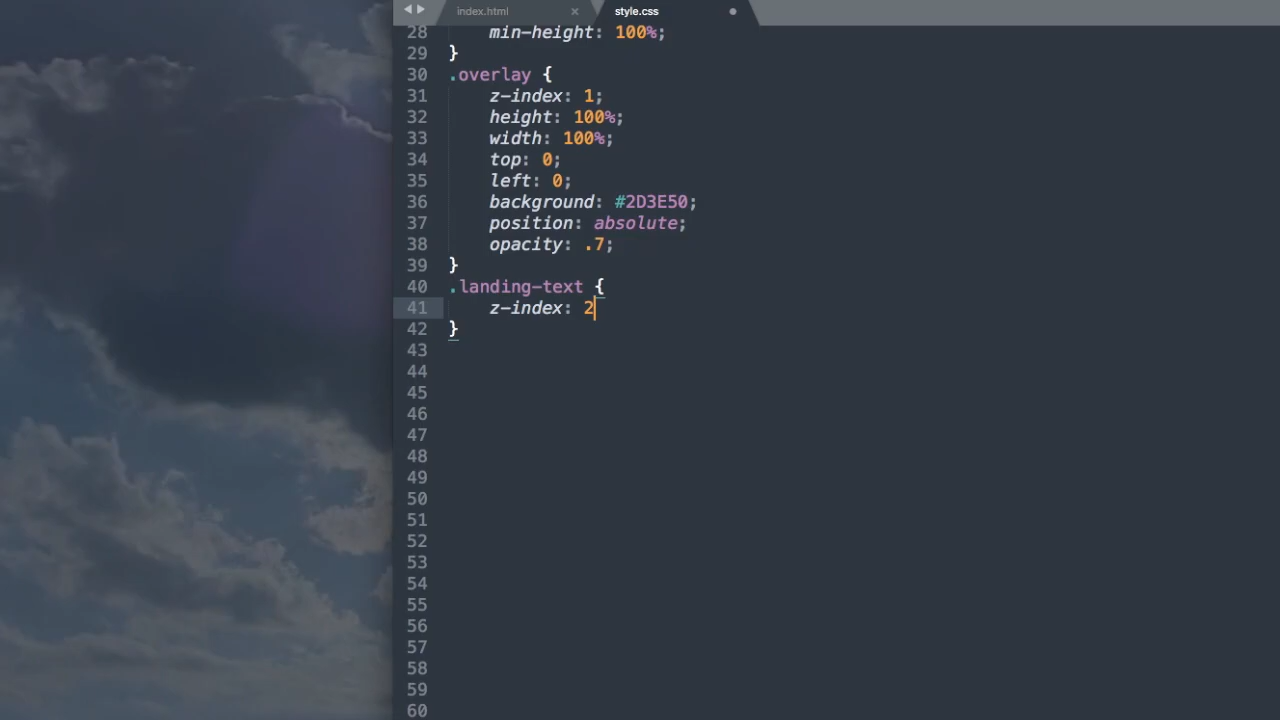 index.html × style.css
28 min-height: 100%;
29 }
30 .overlay {
31 z-index: 1;
32 height: 100%;
33 width: 100%;
34 top: 0;
35 left: 0;
36 background: #2D3E50;
37 position: absolute;
38 opacity: .7;
39 }
40 .landing-text {
41 z-index: 2
42 }
43
44
45
46
47
48
49
50
51
52
53
54
55
56
57
58
59
60